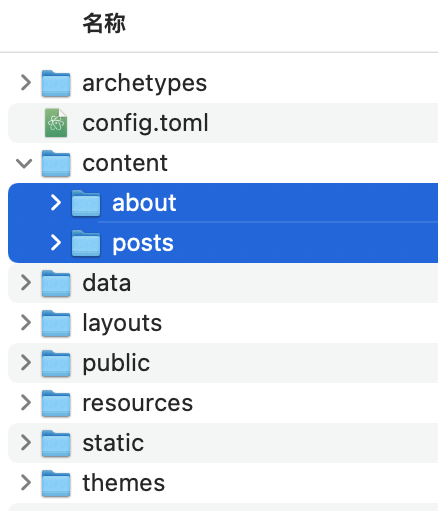 名称
archetypes
config.toml
content
about
posts
data
layouts
public
resources
static
themes